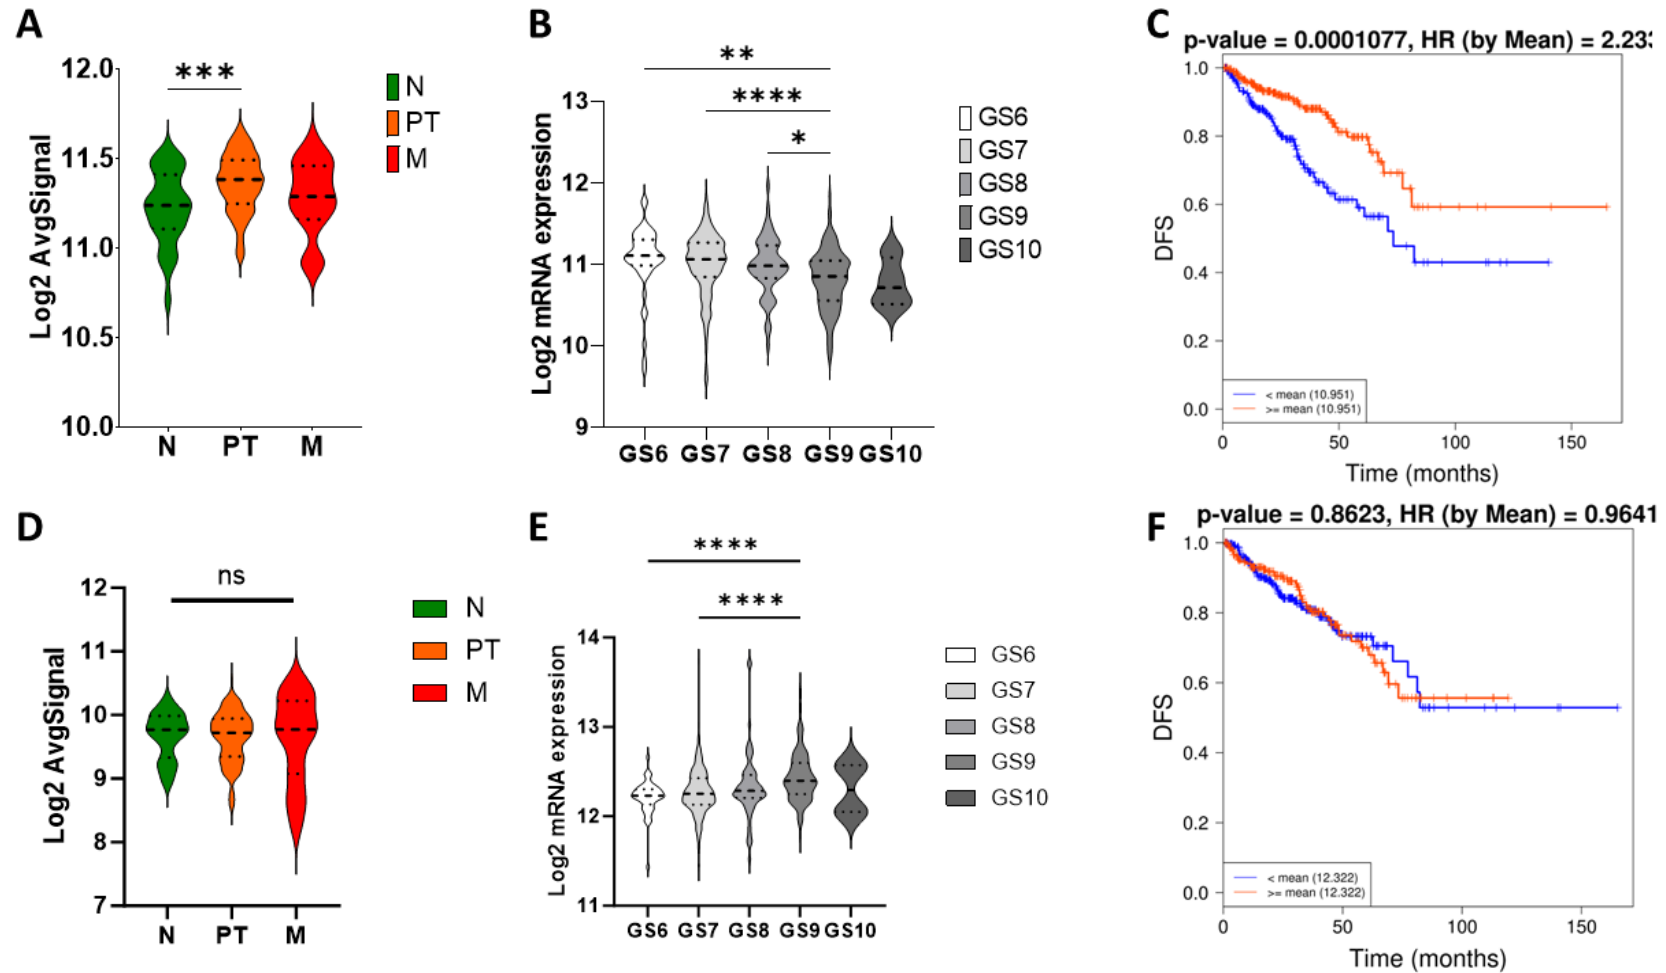 A
***
12.0
11.5
11.0
10.5
10.0
Log2 AvgSignal
N PT M
N
PT
M
B
**
****
*
13
12
11
10
9
Log2 mRNA expression
GS6 GS7 GS8 GS9 GS10
GS6
GS7
GS8
GS9
GS10
C
p-value = 0.0001077, HR (by Mean) = 2.23
1.0
0.8
0.6
0.4
0.2
0.0
DFS
< mean (10.951)
>= mean (10.951)
0 50 100 150
Time (months)
D
ns
12
11
10
9
8
7
Log2 AvgSignal
N PT M
N
PT
M
E
****
****
14
13
12
11
Log2 mRNA expression
GS6 GS7 GS8 GS9 GS10
GS6
GS7
GS8
GS9
GS10
F
p-value = 0.8623, HR (by Mean) = 0.9641
1.0
0.8
0.6
0.4
0.2
0.0
DFS
< mean (12.322)
>= mean (12.322)
0 50 100 150
Time (months)